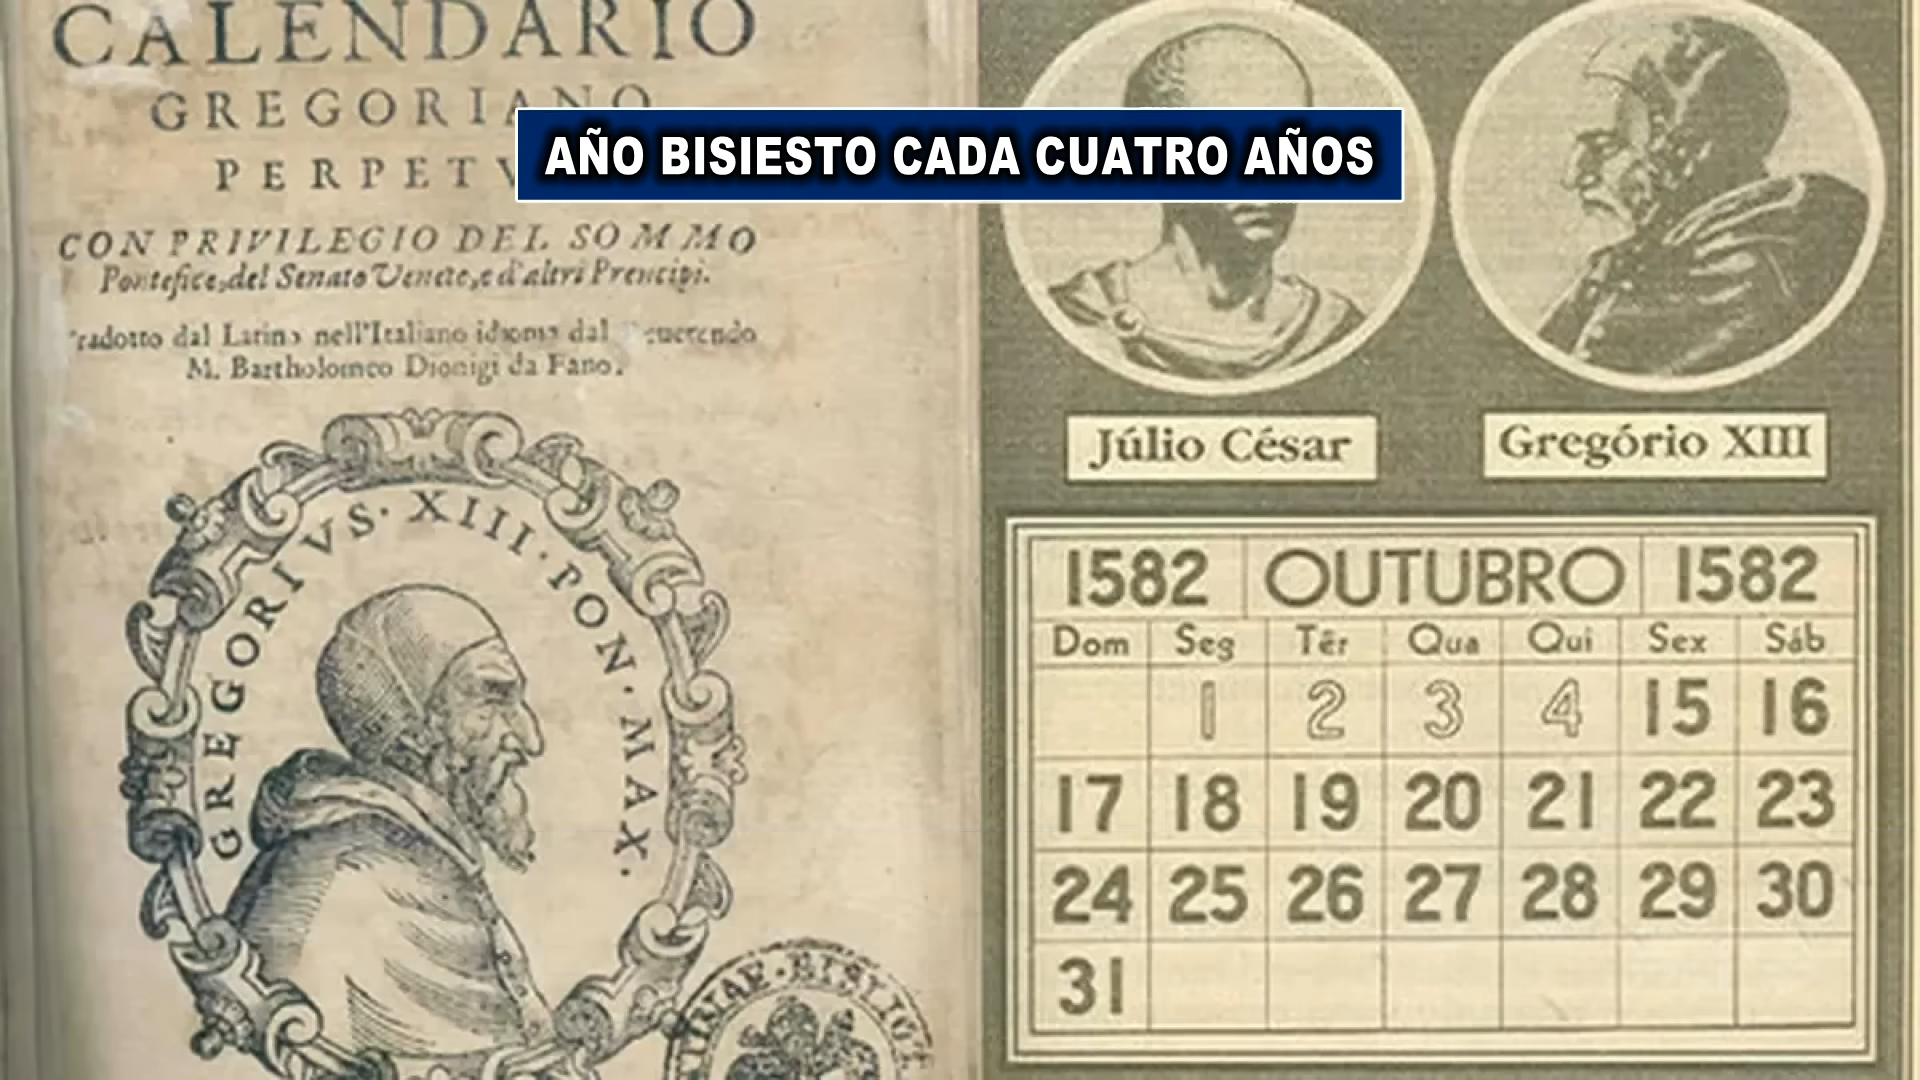 CALENDARIO
GREGORIANO
PERPETV
CON PRIVILEGIO DEL SOMMO
Pontefice, del Senato Veneto, e d'altri Prencipi.
radotto dal Latino nell'Italiano idioma dal
M. Bartholomeo Dionigi da Fano.
GREGORIVS · XIII · PON · MAX ·
AÑO BISIESTO CADA CUATRO AÑOS
Júlio César
Gregório XIII
1582 OUTUBRO 1582
Dom Seg Têr Qua Qui Sex Sáb
1 2 3 4 15 16
17 18 19 20 21 22 23
24 25 26 27 28 29 30
31